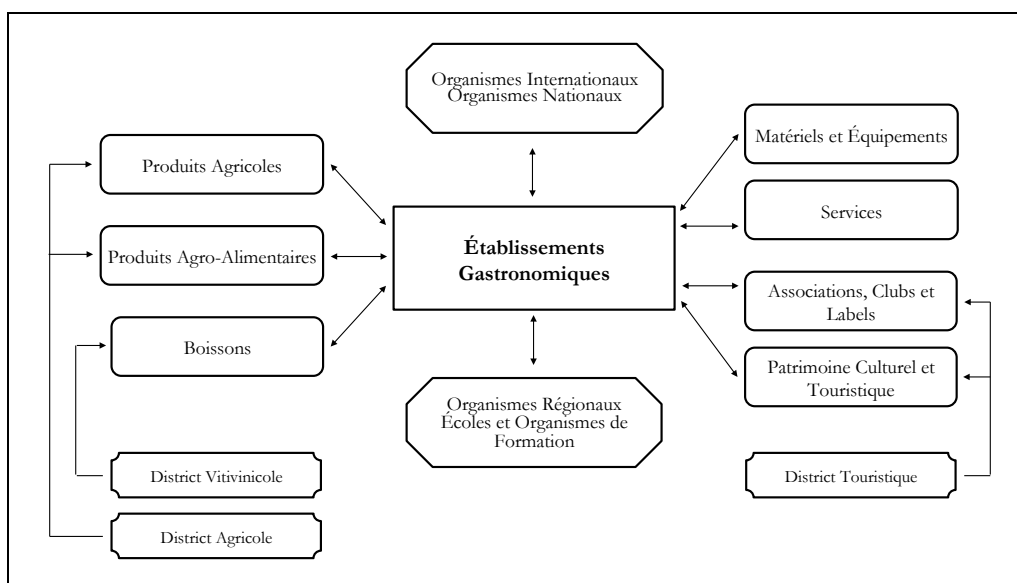 Organismes Internationaux
Organismes Nationaux
Produits Agricoles
Matériels et Équipements
Services
Produits Agro-Alimentaires
Établissements
Gastronomiques
Associations, Clubs et
Labels
Boissons
Patrimoine Culturel et
Touristique
Organismes Régionaux
Écoles et Organismes de
Formation
District Vitivinicole
District Touristique
District Agricole